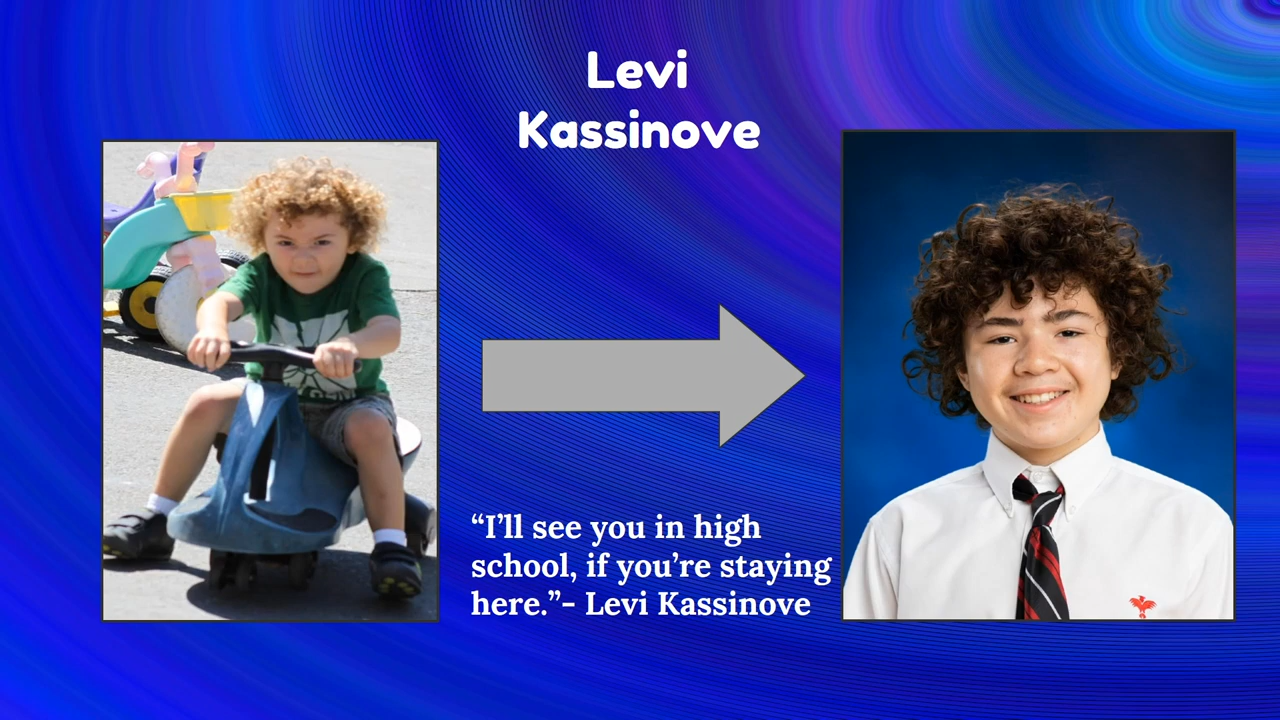 Levi
Kassinove
“I’ll see you in high
school, if you’re staying
here.”- Levi Kassinove